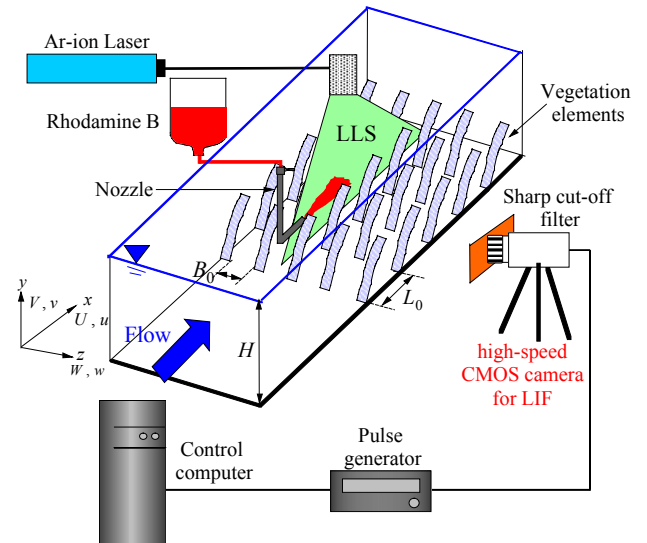 Ar-ion Laser
Rhodamine B
Nozzle
LLS
Vegetation
elements
Sharp cut-off
filter
B0
L0
y
V, v
x
U, u
z
W, w
Flow
H
high-speed
CMOS camera
for LIF
Control
computer
Pulse
generator